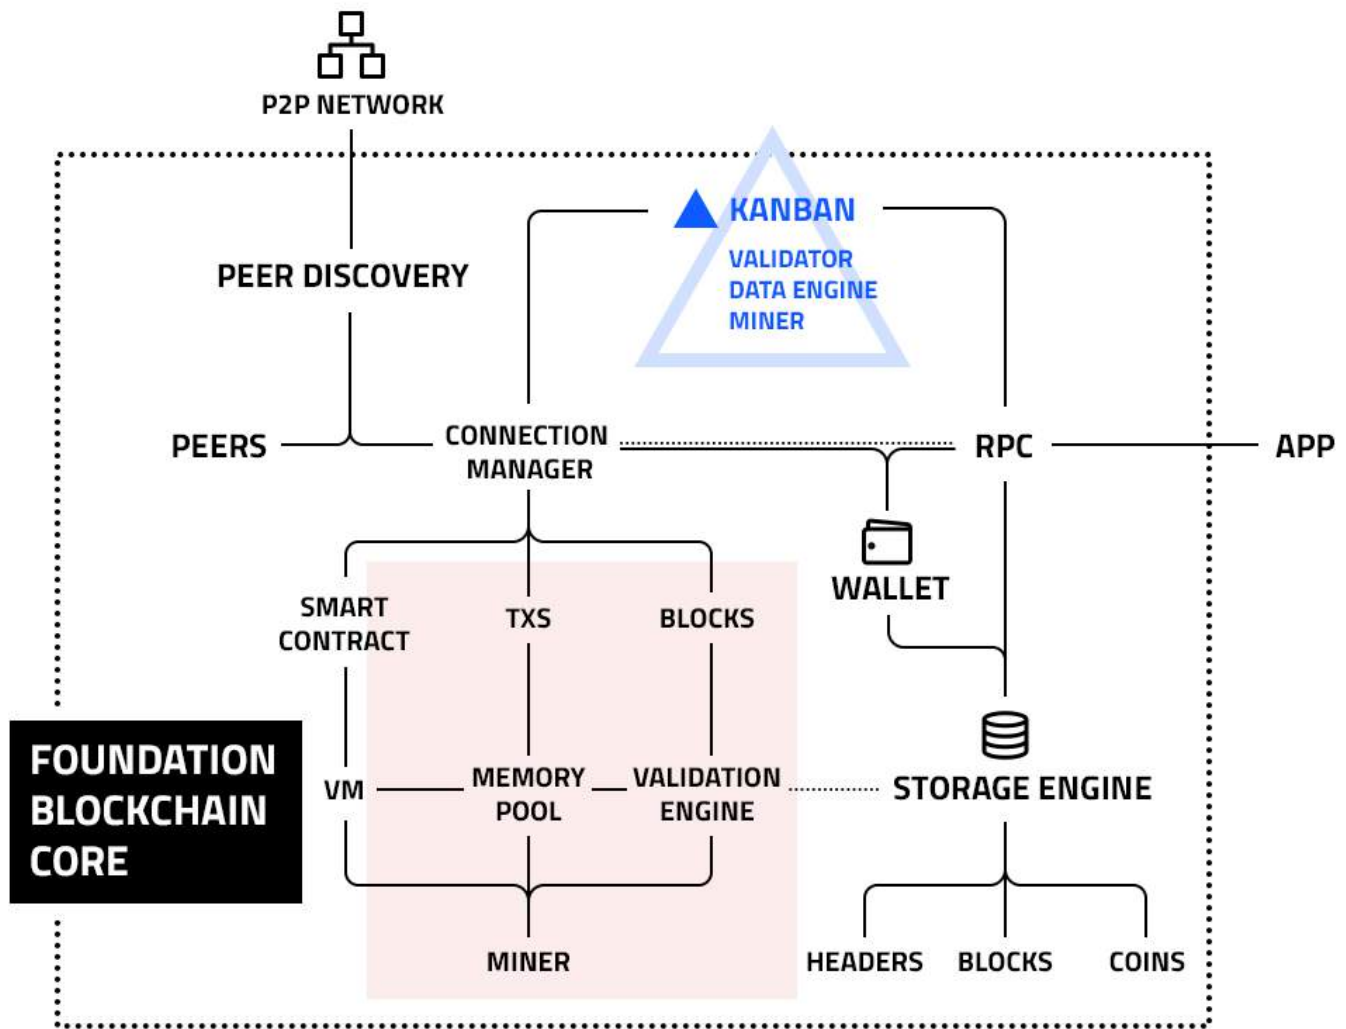 P2P NETWORK
KANBAN
VALIDATOR
DATA ENGINE
MINER
PEER DISCOVERY
PEERS
CONNECTION
MANAGER
RPC
APP
WALLET
SMART
CONTRACT
TXS
BLOCKS
FOUNDATION
BLOCKCHAIN
CORE
VM
MEMORY
POOL
VALIDATION
ENGINE
STORAGE ENGINE
MINER
HEADERS
BLOCKS
COINS